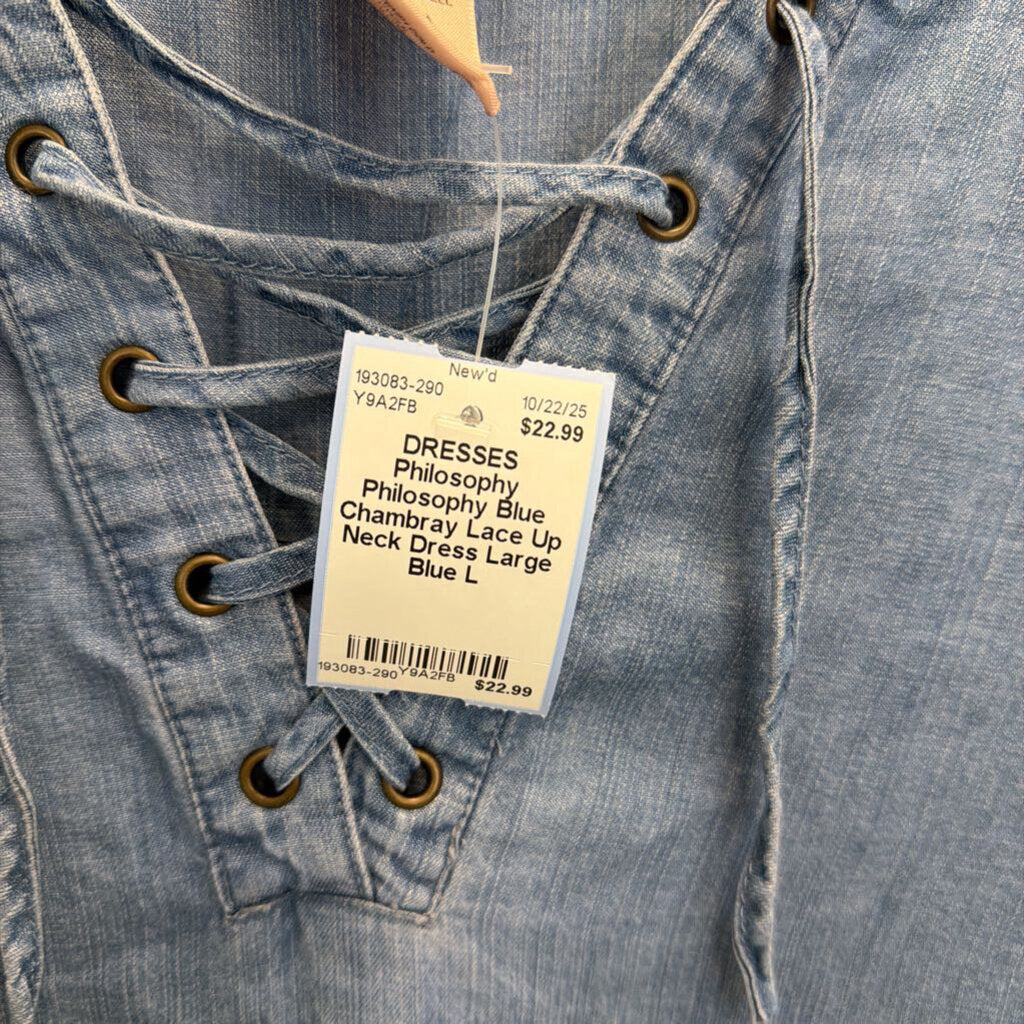 New'd
193083-290
Y9A2FB
10/22/25
$22.99
DRESSES
Philosophy
Philosophy Blue
Chambray Lace Up
Neck Dress Large
Blue L
193083-290 Y9A2FB $22.99